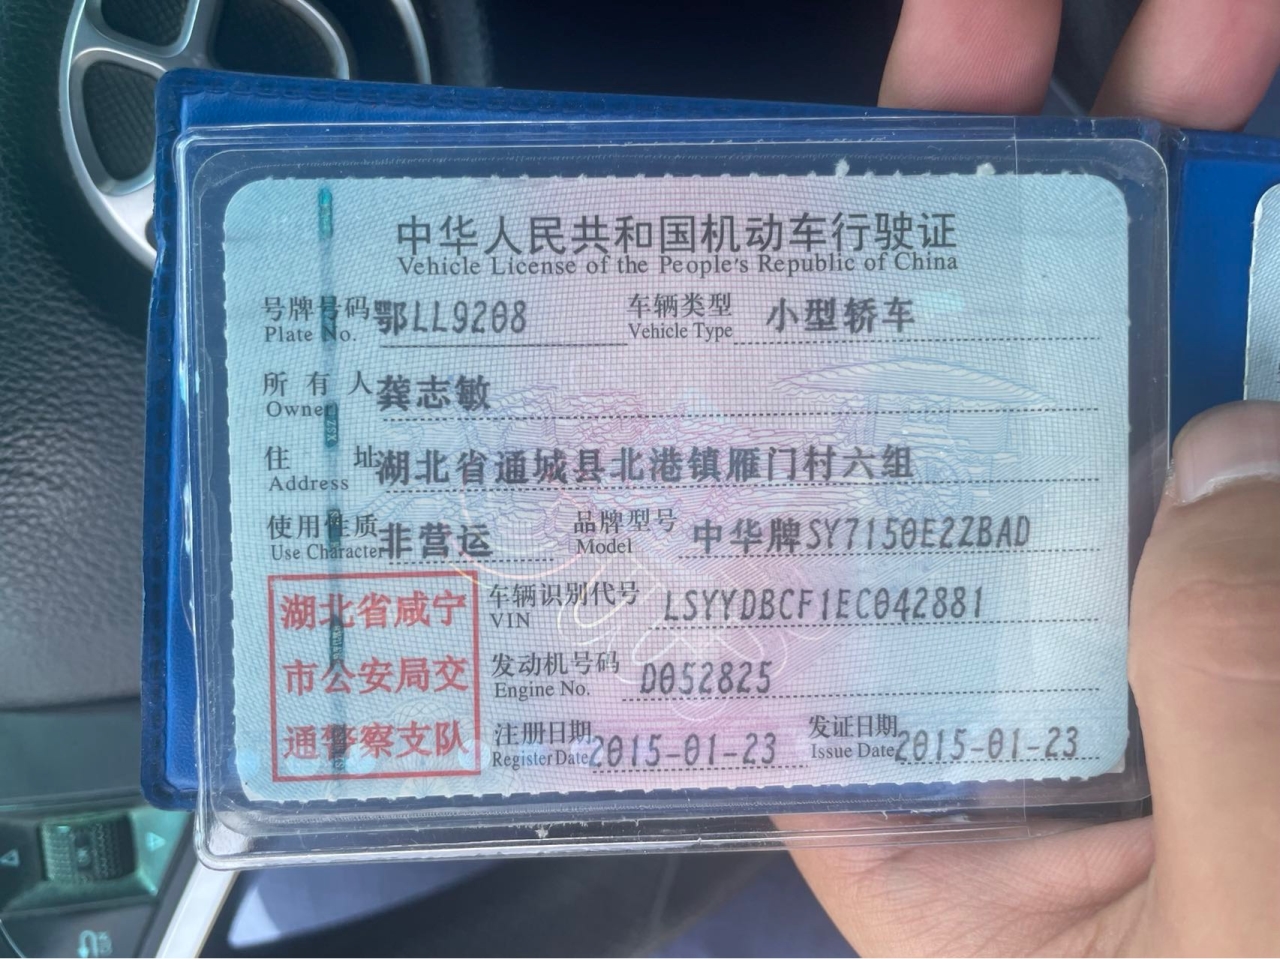 中华人民共和国机动车行驶证
Vehicle License of the People's Republic of China
号牌号码 鄂LL9208 车辆类型 小型轿车
Plate No. Vehicle Type
所有人 龚志敏
Owner
住址 湖北省通城县北港镇雁门村六组
Address
使用性质 非营运 品牌型号 中华牌SY7150E2ZBAD
Use Character Model
湖北省咸宁
市公安局交
通警察支队
车辆识别代号 LSYYDBCF1EC042881
VIN
发动机号码 D052825
Engine No.
注册日期 2015-01-23 发证日期 2015-01-23
Register Date Issue Date